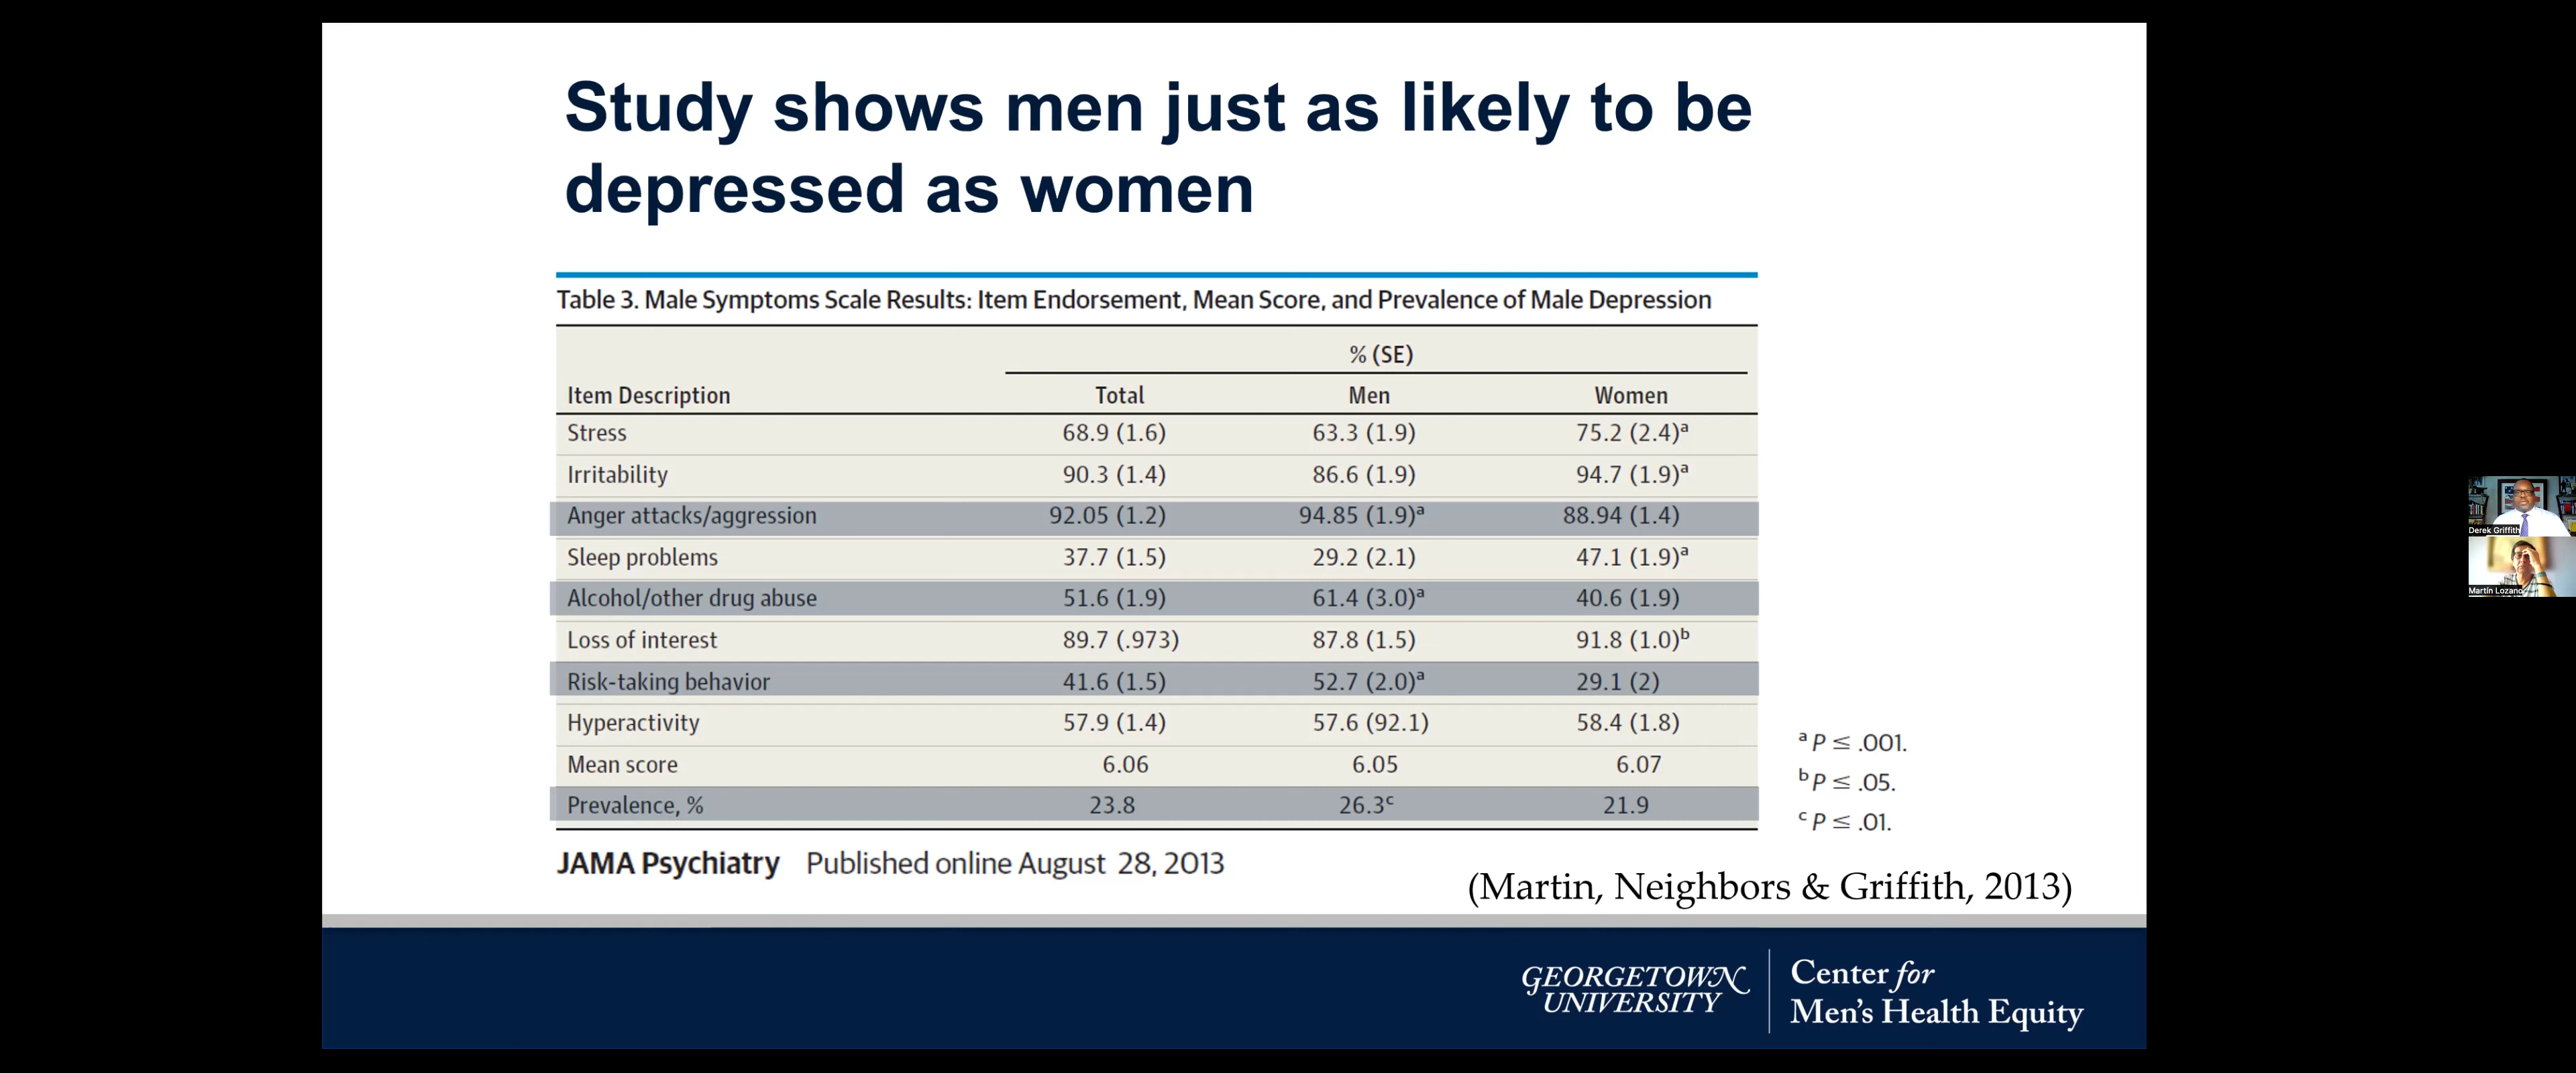 Study shows men just as likely to be
depressed as women
Table 3. Male Symptoms Scale Results: Item Endorsement, Mean Score, and Prevalence of Male Depression
% (SE)
Item Description Total Men Women
Stress 68.9 (1.6) 63.3 (1.9) 75.2 (2.4)ᵃ
Irritability 90.3 (1.4) 86.6 (1.9) 94.7 (1.9)ᵃ
Anger attacks/aggression 92.05 (1.2) 94.85 (1.9)ᵃ 88.94 (1.4)
Sleep problems 37.7 (1.5) 29.2 (2.1) 47.1 (1.9)ᵃ
Alcohol/other drug abuse 51.6 (1.9) 61.4 (3.0)ᵃ 40.6 (1.9)
Loss of interest 89.7 (.973) 87.8 (1.5) 91.8 (1.0)ᵇ
Risk-taking behavior 41.6 (1.5) 52.7 (2.0)ᵃ 29.1 (2)
Hyperactivity 57.9 (1.4) 57.6 (92.1) 58.4 (1.8)
Mean score 6.06 6.05 6.07
Prevalence, % 23.8 26.3ᶜ 21.9
ᵃ P ≤ .001.
ᵇ P ≤ .05.
ᶜ P ≤ .01.
JAMA Psychiatry Published online August 28, 2013
(Martin, Neighbors & Griffith, 2013)
GEORGETOWN
UNIVERSITY
Center for
Men's Health Equity
Derek Griffith
Martín Lozano